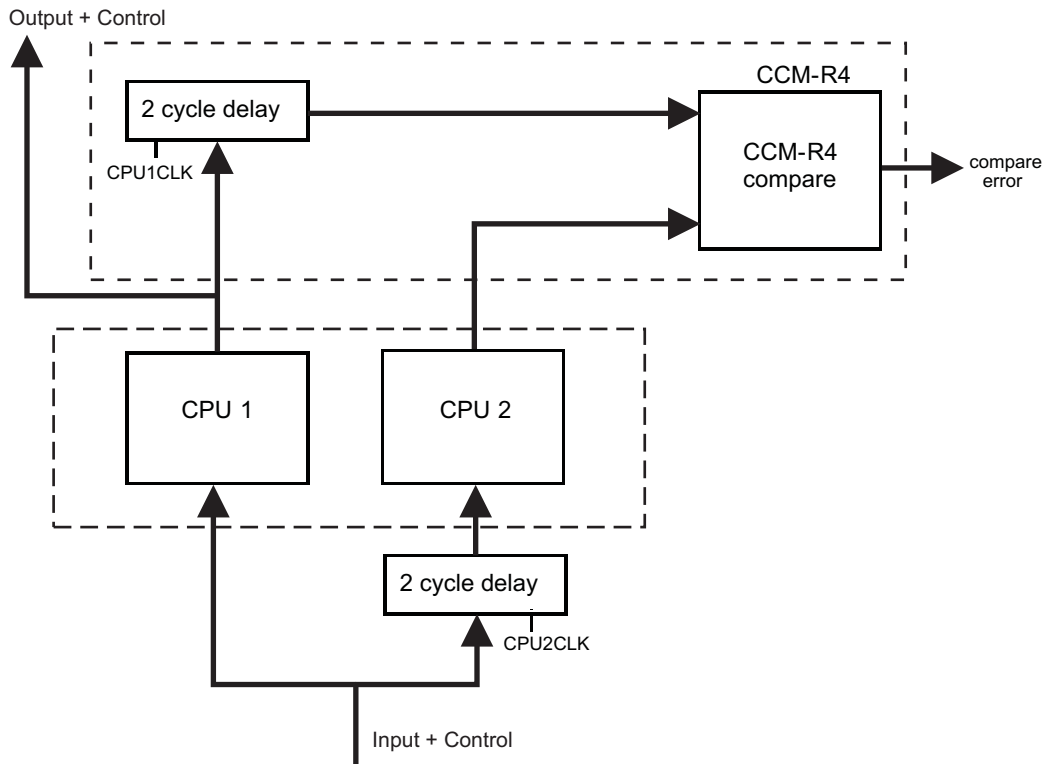 Output + Control
CCM-R4
2 cycle delay
CPU1CLK
CCM-R4
compare
compare
error
CPU 1
CPU 2
2 cycle delay
CPU2CLK
Input + Control